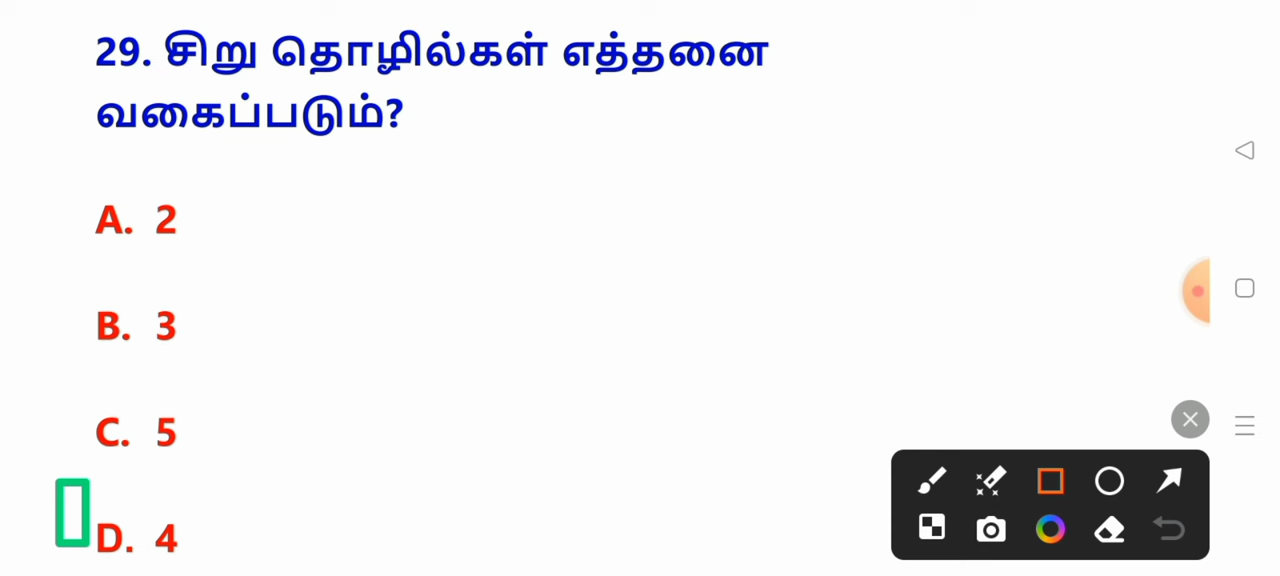 29. சிறு தொழில்கள் எத்தனை
வகைப்படும்?
A. 2
B. 3
C. 5
D. 4